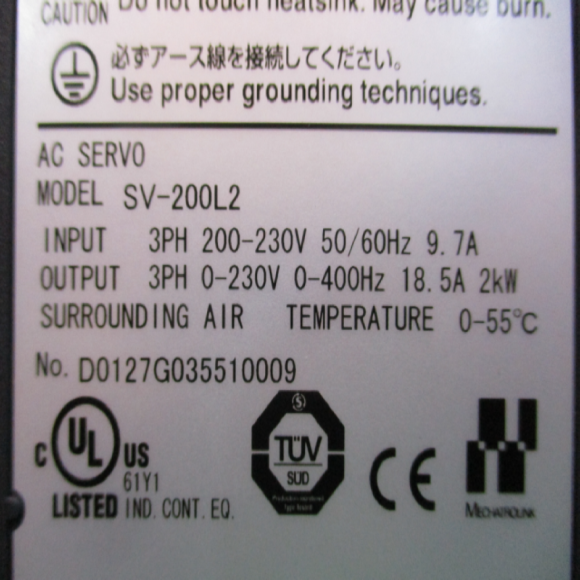 CAUTION Do not touch heatsink. May cause burn.
必ずアース線を接続してください。
Use proper grounding techniques.
AC SERVO
MODEL SV-200L2
INPUT 3PH 200-230V 50/60Hz 9.7A
OUTPUT 3PH 0-230V 0-400Hz 18.5A 2kW
SURROUNDING AIR TEMPERATURE 0-55℃
No. D0127G035510009
C UL US
61Y1
LISTED IND. CONT. EQ.
S
TÜV
SÜD
CE
MECHATROLINK